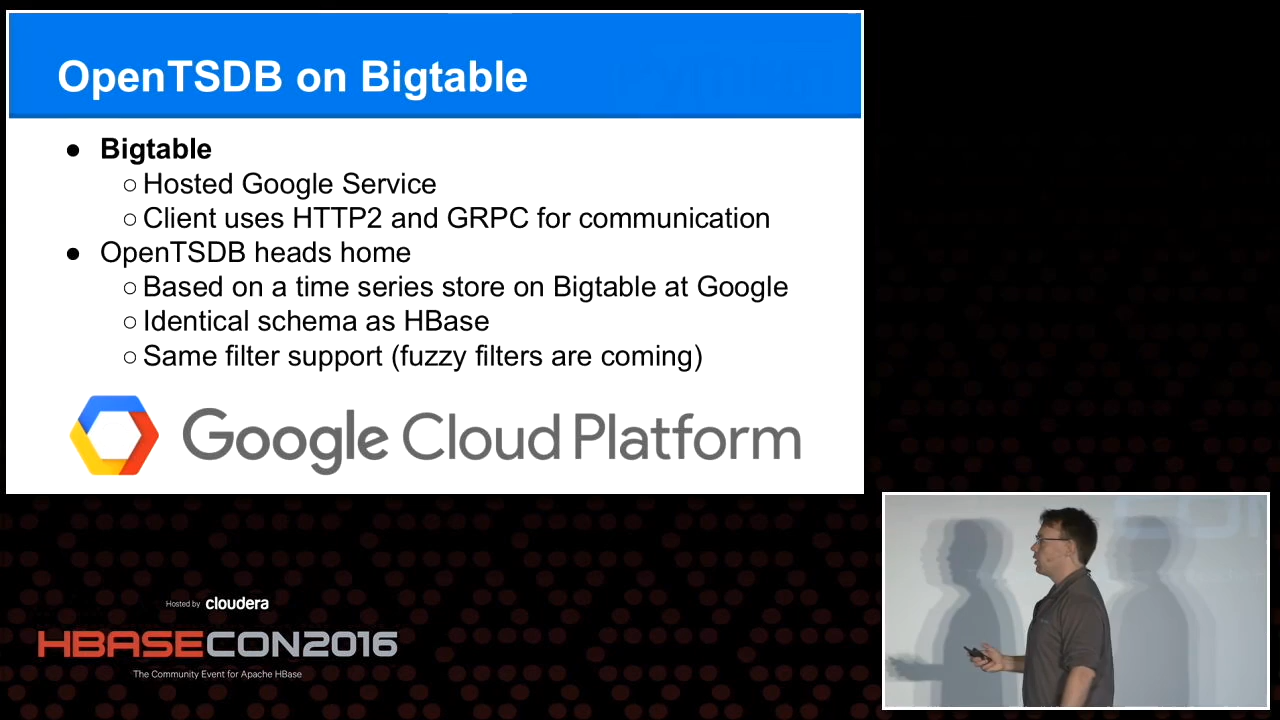 OpenTSDB on Bigtable
● Bigtable
○ Hosted Google Service
○ Client uses HTTP2 and GRPC for communication
● OpenTSDB heads home
○ Based on a time series store on Bigtable at Google
○ Identical schema as HBase
○ Same filter support (fuzzy filters are coming)
Google Cloud Platform
Hosted by cloudera
HBASECON2016
The Community Event for Apache HBase